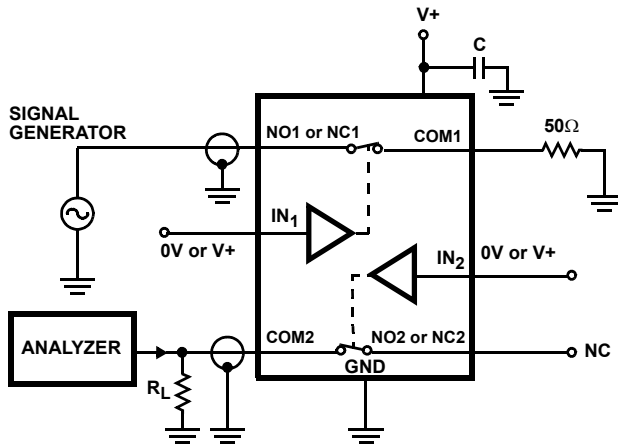 V+
C
SIGNAL
GENERATOR
NO1 or NC1
COM1
50Ω
IN1
0V or V+
IN2
0V or V+
ANALYZER
COM2
NO2 or NC2
NC
GND
RL